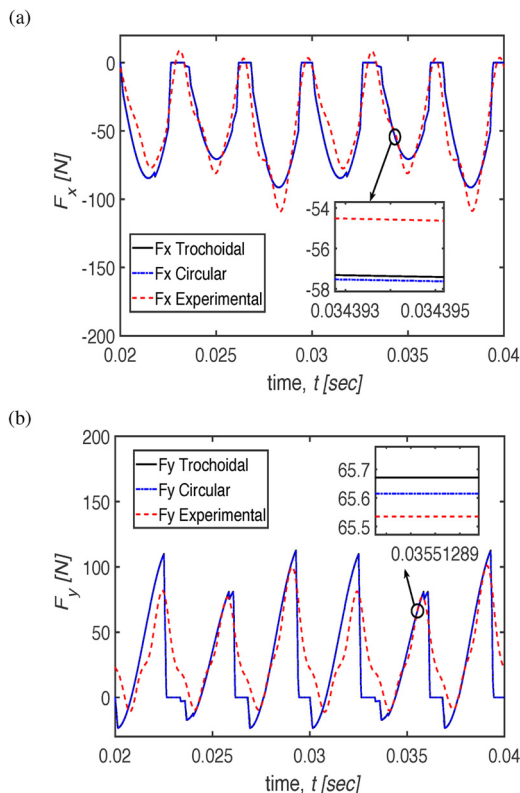 (a)
0
-50
-100
-150
-200
F_x [N]
Fx Trochoidal
Fx Circular
Fx Experimental
-54
-56
-58
0.034393 0.034395
0.02 0.025 0.03 0.035 0.04
time, t [sec]
(b)
200
150
100
50
0
F_y [N]
Fy Trochoidal
Fy Circular
Fy Experimental
65.7
65.6
65.5
0.03551289
0.02 0.025 0.03 0.035 0.04
time, t [sec]